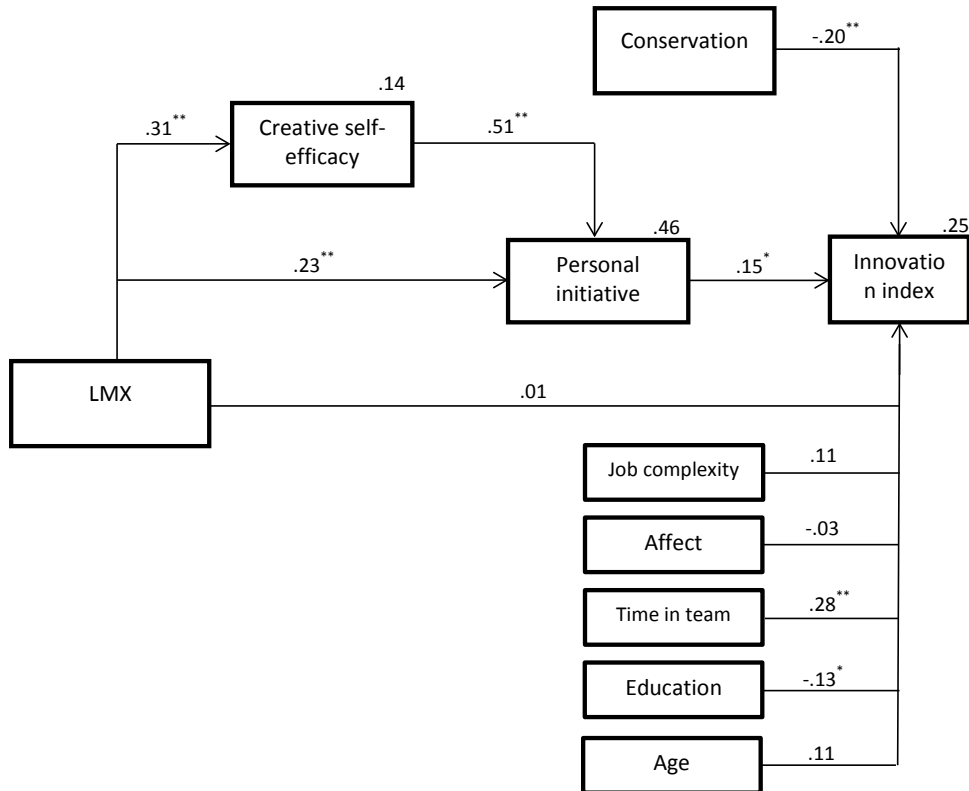 Conservation
-.20**
.14
.31**
Creative self-
efficacy
.51**
.46
.25
.23**
Personal
initiative
.15*
Innovatio
n index
LMX
.01
Job complexity
.11
Affect
-.03
Time in team
.28**
Education
-.13*
Age
.11